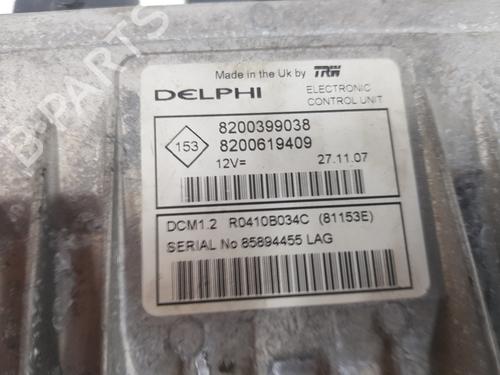 Made in the Uk by TRW
DELPHI
ELECTRONIC
CONTROL UNIT
153
8200399038
8200619409
12V=
27.11.07
DCM1.2 R0410B034C (81153E)
SERIAL No 85894455 LAG
B-PARTS